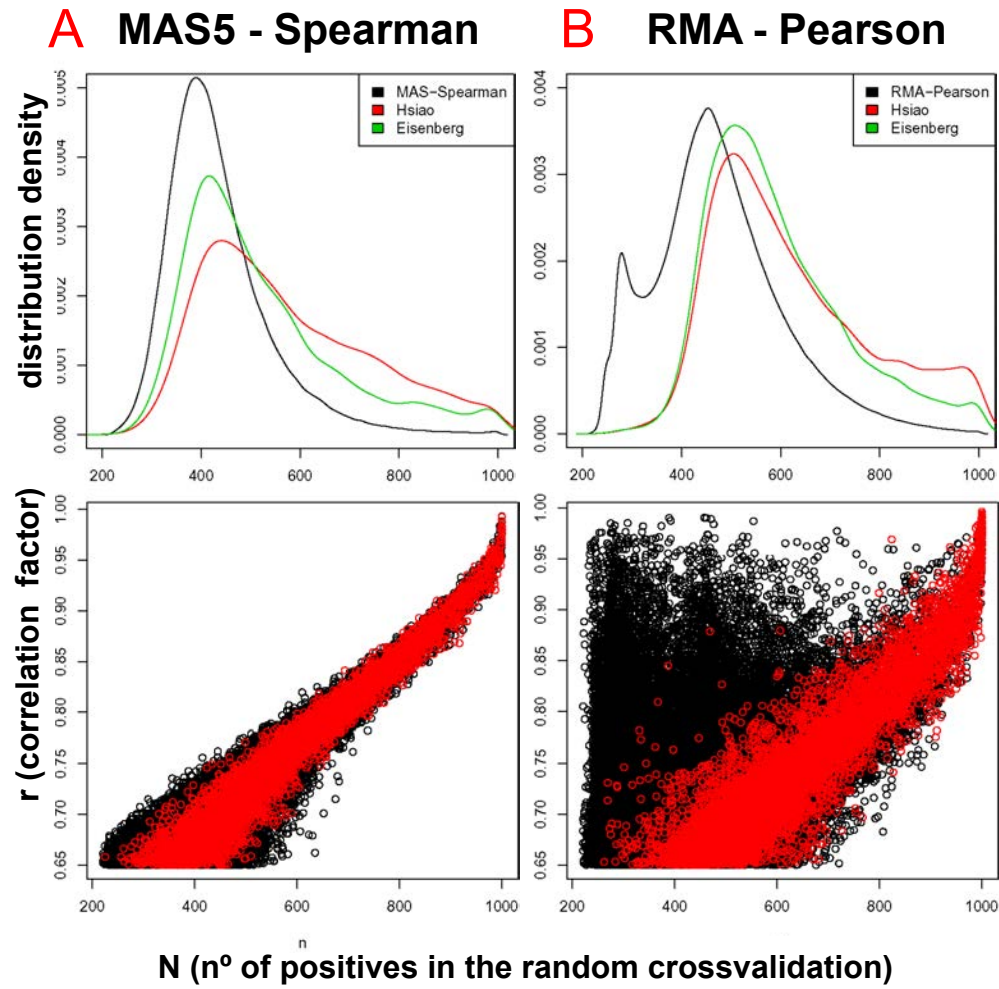 A MAS5 - Spearman
B RMA - Pearson
distribution density
0.000 0.001 0.002 0.003 0.004 0.005
MAS-Spearman
Hsiao
Eisenberg
200 400 600 800 1000
0.000 0.001 0.002 0.003 0.004
RMA-Pearson
Hsiao
Eisenberg
200 400 600 800 1000
r (correlation factor)
0.65 0.70 0.75 0.80 0.85 0.90 0.95 1.00
200 400 600 800 1000
0.65 0.70 0.75 0.80 0.85 0.90 0.95 1.00
200 400 600 800 1000
n
N (nº of positives in the random crossvalidation)